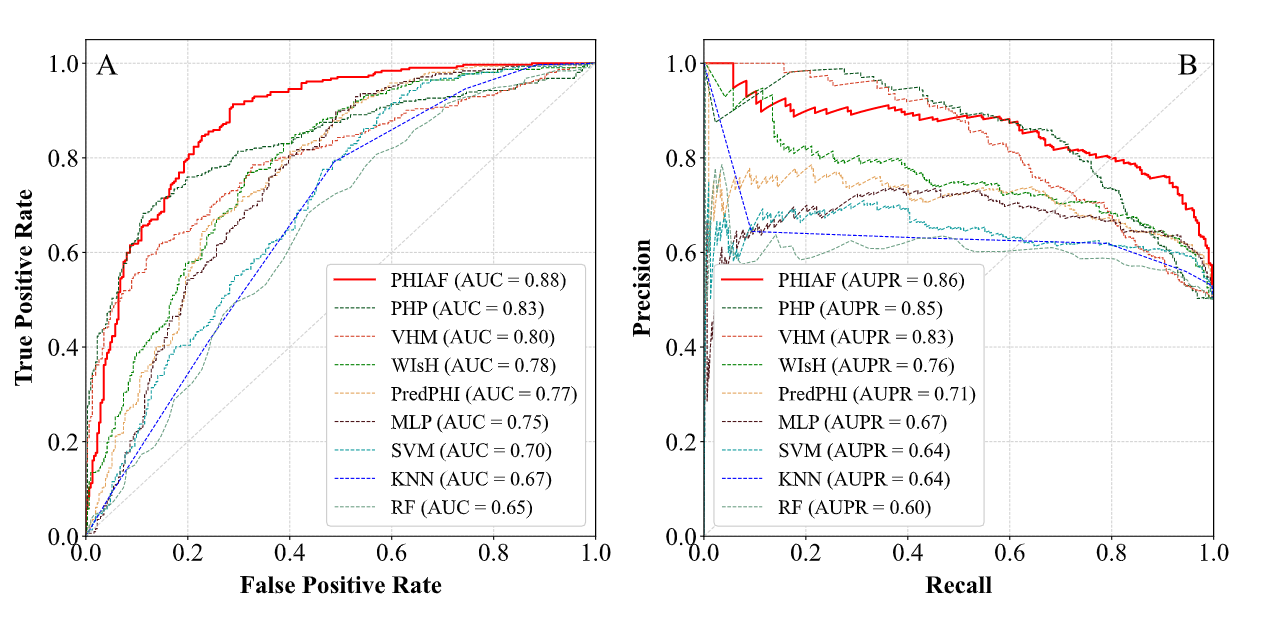 A
True Positive Rate
1.0
0.8
0.6
0.4
0.2
0.0
PHIAF (AUC = 0.88)
PHP (AUC = 0.83)
VHM (AUC = 0.80)
WIsH (AUC = 0.78)
PredPHI (AUC = 0.77)
MLP (AUC = 0.75)
SVM (AUC = 0.70)
KNN (AUC = 0.67)
RF (AUC = 0.65)
0.0 0.2 0.4 0.6 0.8 1.0
False Positive Rate
B
Precision
1.0
0.8
0.6
0.4
0.2
0.0
PHIAF (AUPR = 0.86)
PHP (AUPR = 0.85)
VHM (AUPR = 0.83)
WIsH (AUPR = 0.76)
PredPHI (AUPR = 0.71)
MLP (AUPR = 0.67)
SVM (AUPR = 0.64)
KNN (AUPR = 0.64)
RF (AUPR = 0.60)
0.0 0.2 0.4 0.6 0.8 1.0
Recall